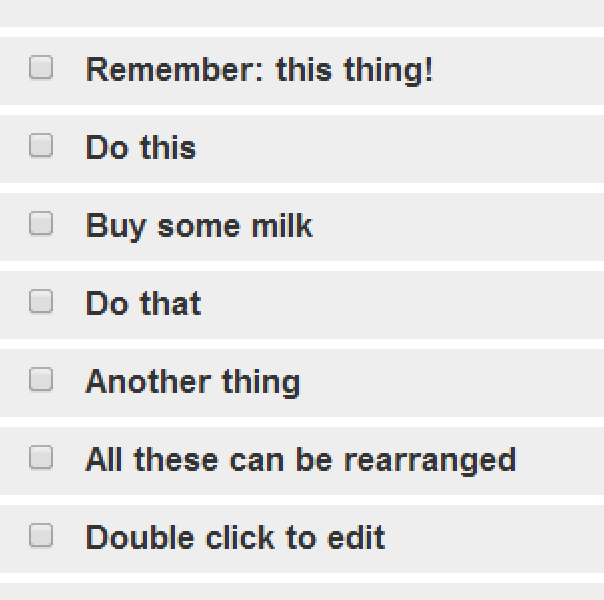 Remember: this thing!
Do this
Buy some milk
Do that
Another thing
All these can be rearranged
Double click to edit